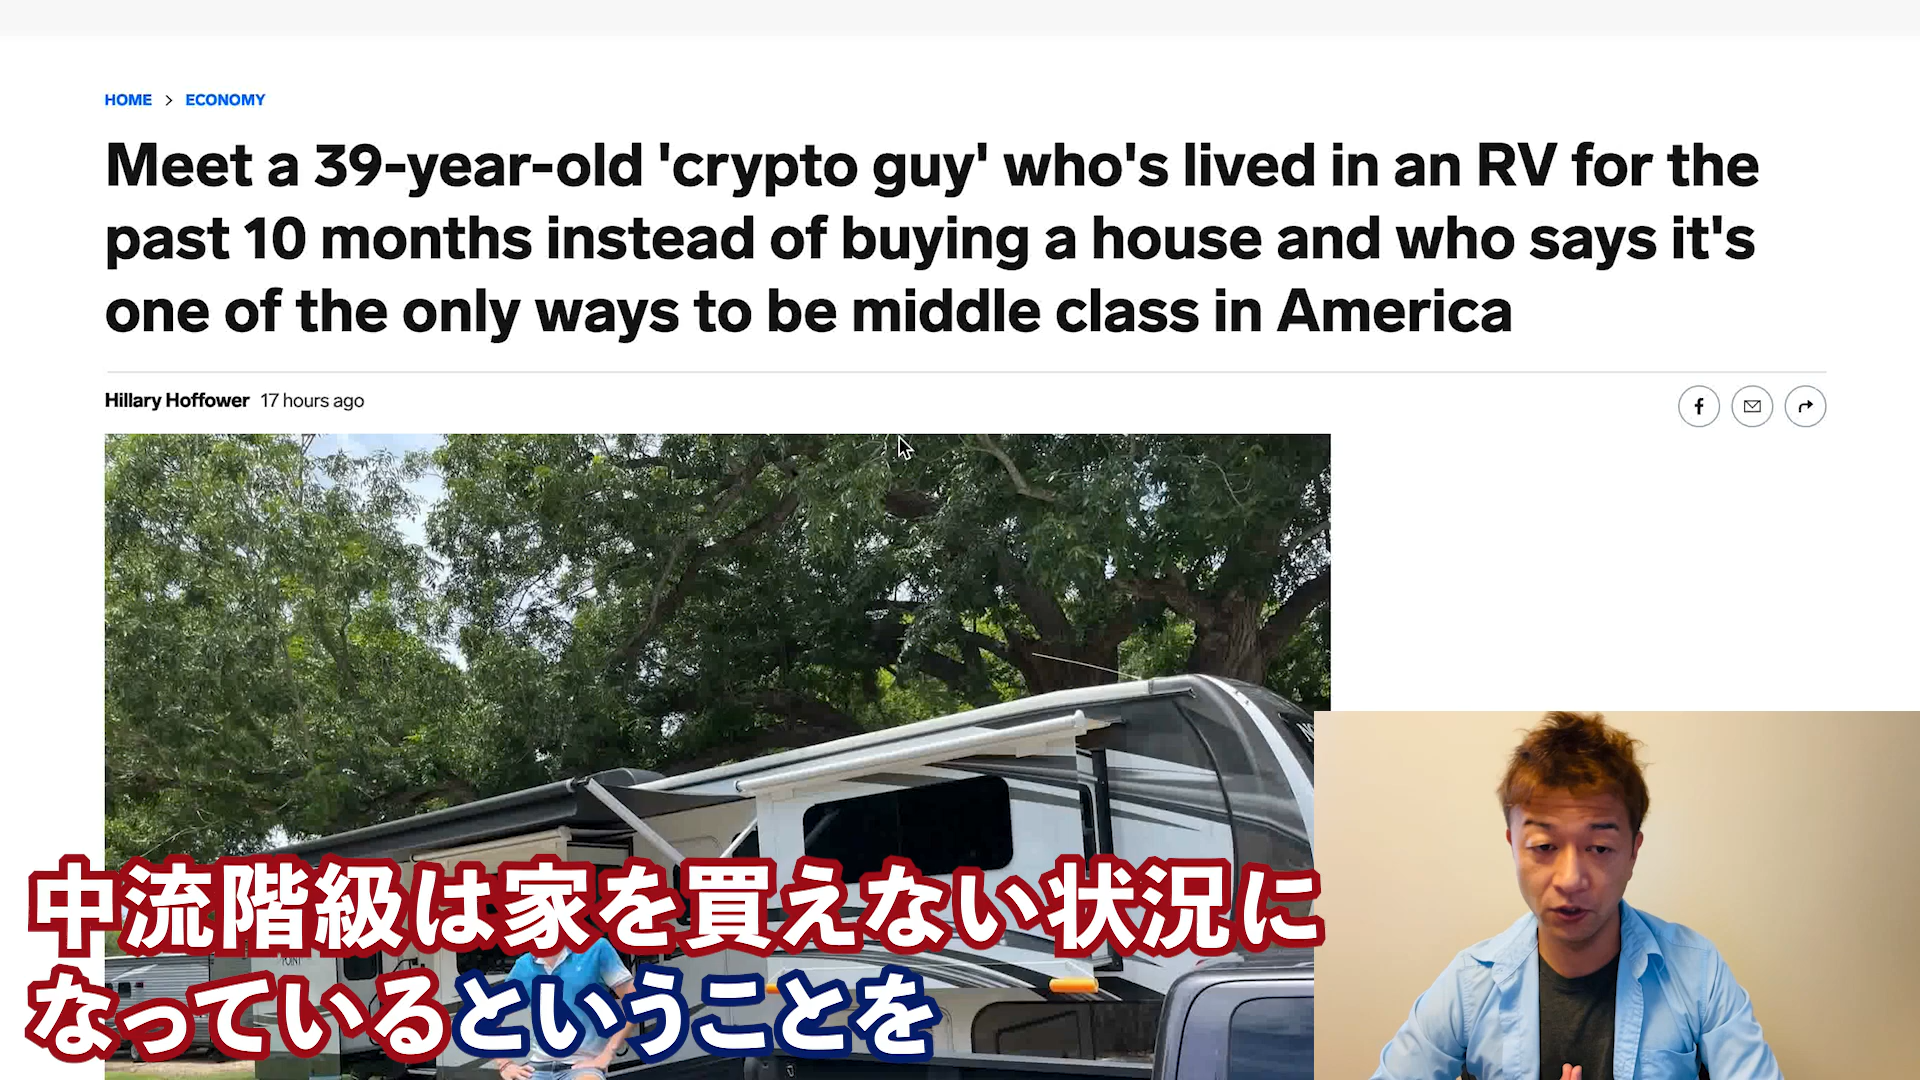 HOME > ECONOMY
Meet a 39-year-old 'crypto guy' who's lived in an RV for the
past 10 months instead of buying a house and who says it's
one of the only ways to be middle class in America
Hillary Hoffower 17 hours ago
中流階級は家を買えない状況に
POINT
なっているということを